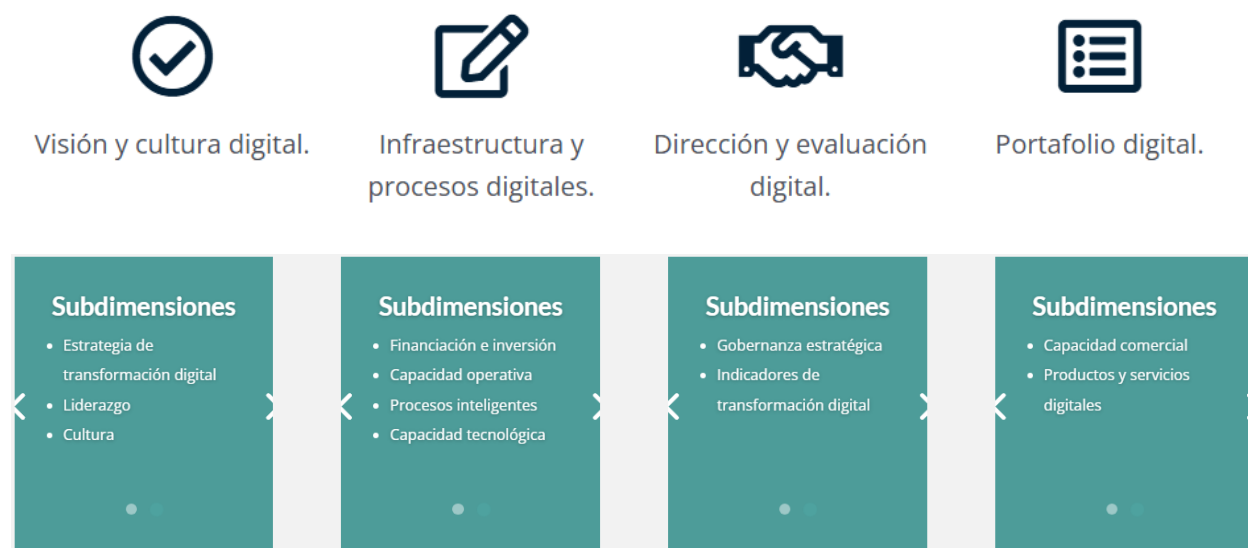 Visión y cultura digital.
Infraestructura y
procesos digitales.
Dirección y evaluación
digital.
Portafolio digital.
Subdimensiones
• Estrategia de
transformación digital
• Liderazgo
• Cultura
Subdimensiones
• Financiación e inversión
• Capacidad operativa
• Procesos inteligentes
• Capacidad tecnológica
Subdimensiones
• Gobernanza estratégica
• Indicadores de
transformación digital
Subdimensiones
• Capacidad comercial
• Productos y servicios
digitales